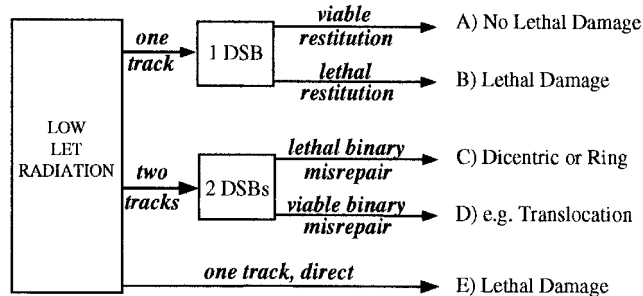 LOW
LET
RADIATION
one
track
1 DSB
viable
restitution
A) No Lethal Damage
lethal
restitution
B) Lethal Damage
two
tracks
2 DSBs
lethal binary
misrepair
C) Dicentric or Ring
viable binary
misrepair
D) e.g. Translocation
one track, direct
E) Lethal Damage